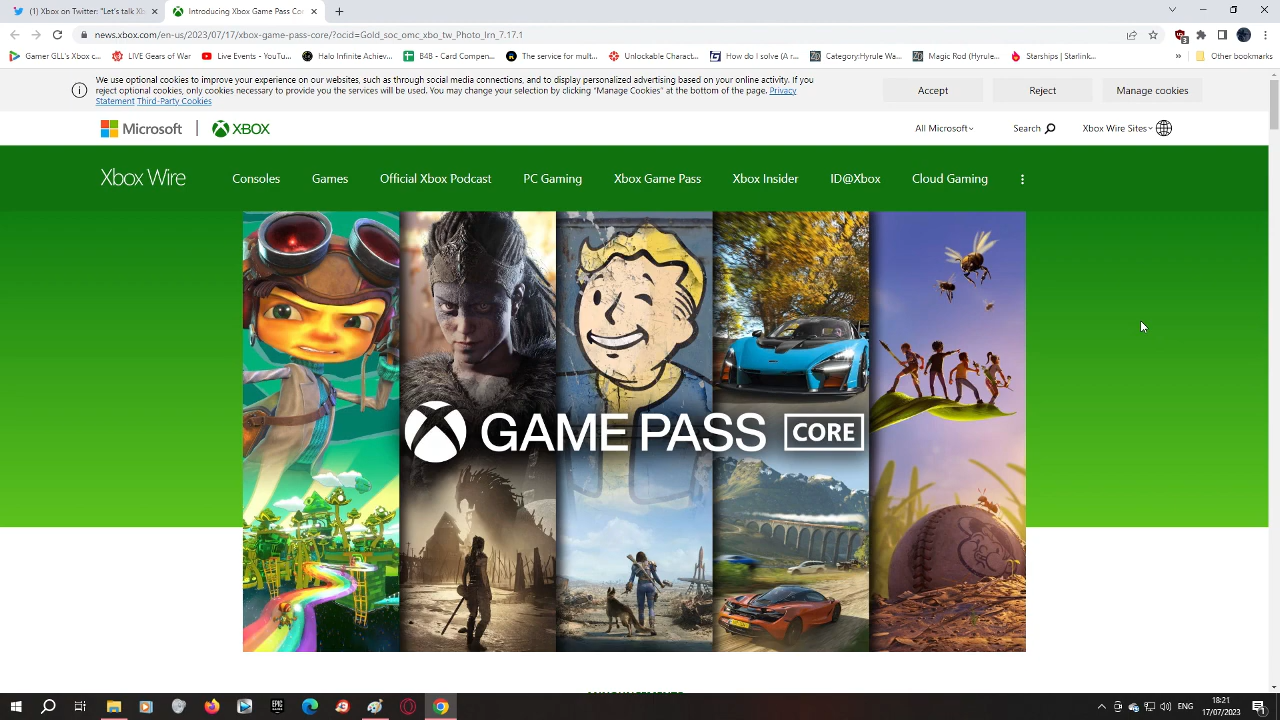 (1) Xbox on Twitter: "Let's talk Xb
Introducing Xbox Game Pass Cor
news.xbox.com/en-us/2023/07/17/xbox-game-pass-core/?ocid=Gold_soc_omc_xbo_tw_Photo_lrn_7.17.1
Gamer GLL's Xbox c...
LIVE Gears of War
Live Events - YouTu...
Halo Infinite Achiev...
B4B - Card Compen...
The service for mult...
Unlockable Charact...
How do I solve (A r...
Category:Hyrule Wa...
Magic Rod (Hyrule...
Starships | Starlink...
»
Other bookmarks
We use optional cookies to improve your experience on our websites, such as through social media connections, and to display personalized advertising based on your online activity. If you
reject optional cookies, only cookies necessary to provide you the services will be used. You may change your selection by clicking "Manage Cookies" at the bottom of the page. Privacy
Statement Third-Party Cookies
Accept
Reject
Manage cookies
Microsoft
XBOX
All Microsoft
Search
Xbox Wire Sites
Xbox Wire
Consoles
Games
Official Xbox Podcast
PC Gaming
Xbox Game Pass
Xbox Insider
ID@Xbox
Cloud Gaming
GAME PASS CORE
EPIC
ENG
18:21
17/07/2023